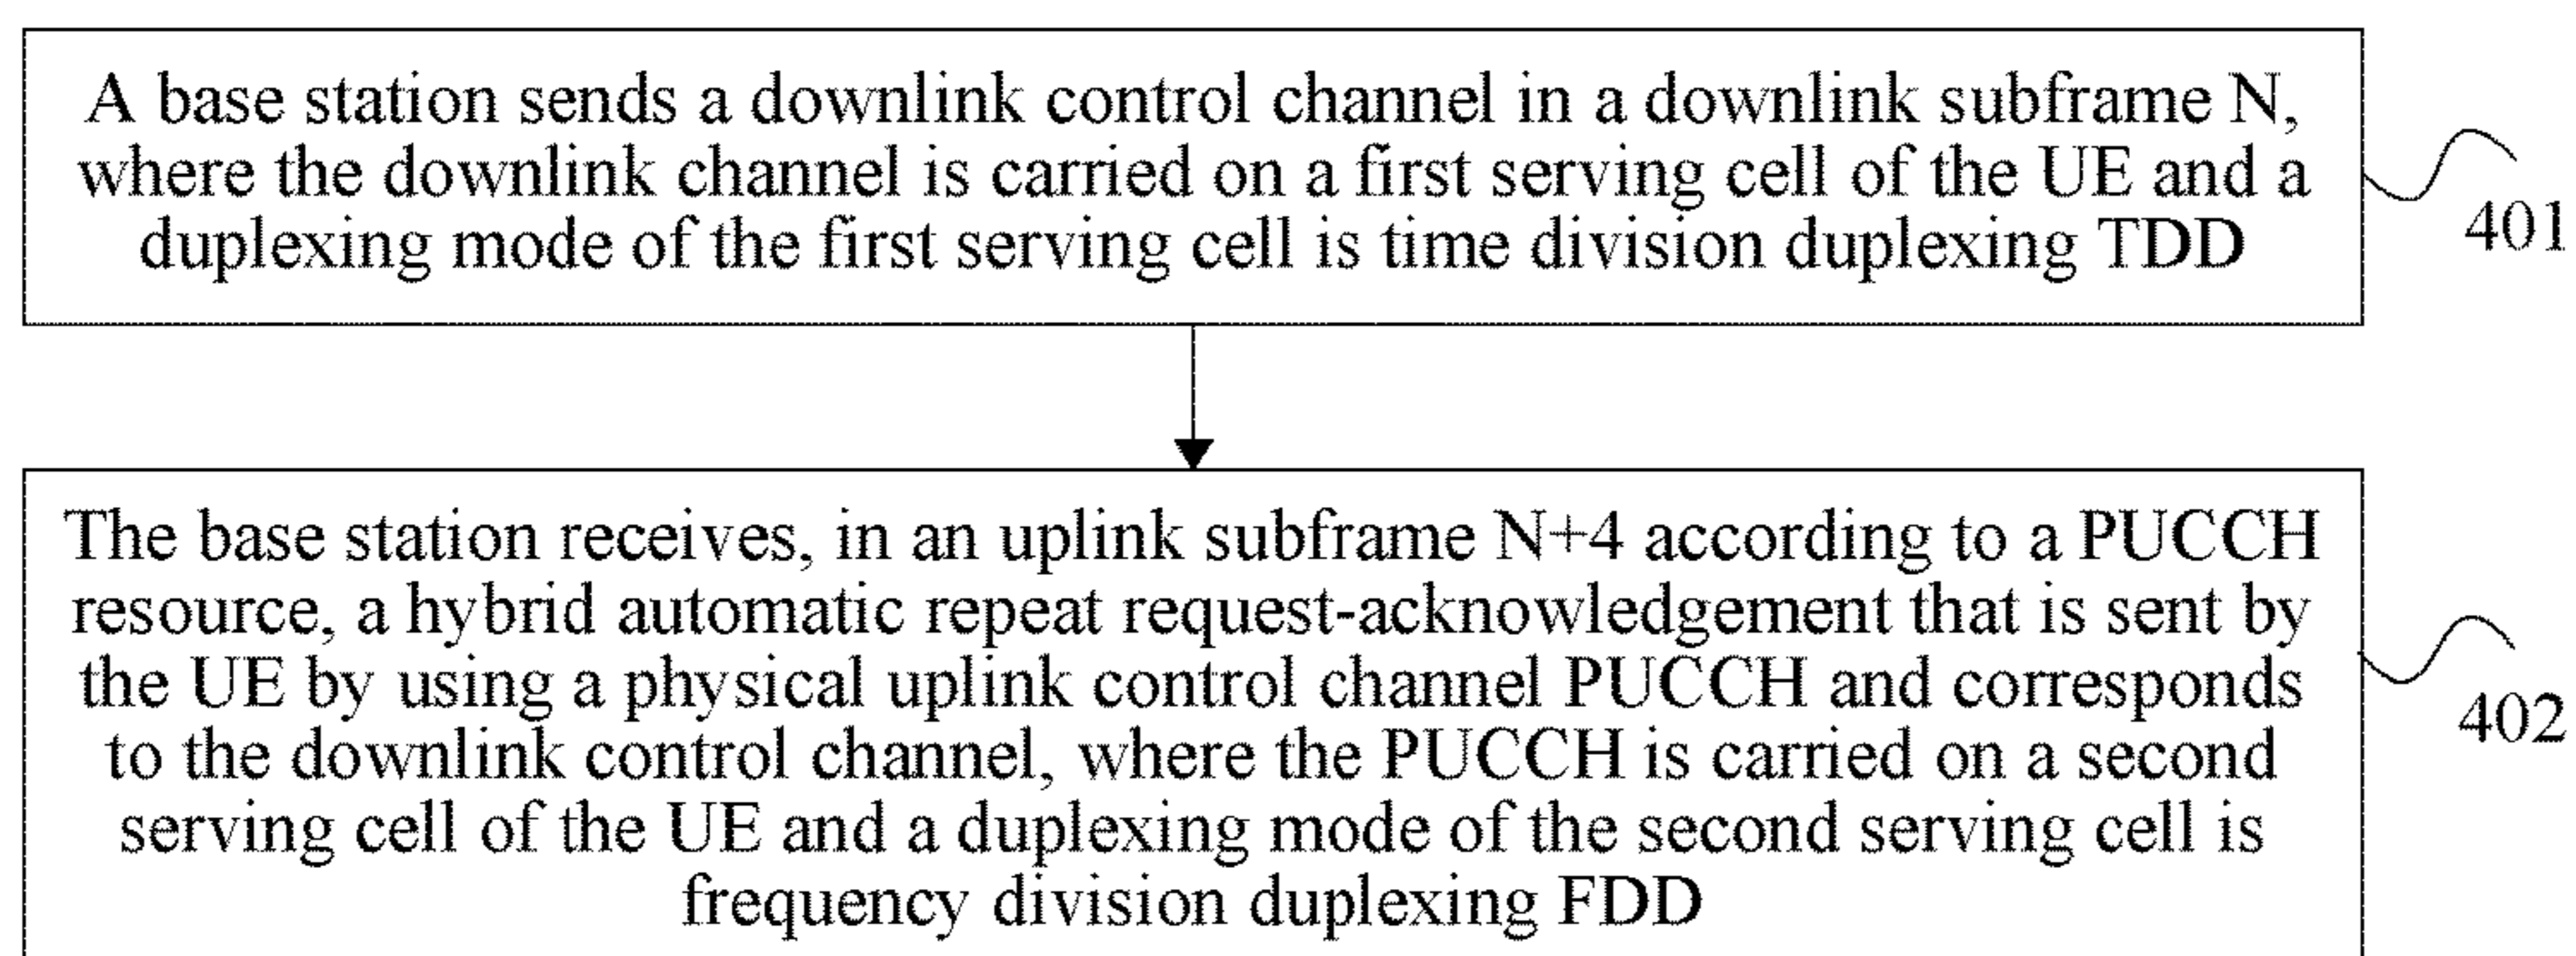 A base station sends a downlink control channel in a downlink subframe N,
where the downlink channel is carried on a first serving cell of the UE and a
duplexing mode of the first serving cell is time division duplexing TDD
401
The base station receives, in an uplink subframe N+4 according to a PUCCH
resource, a hybrid automatic repeat request-acknowledgement that is sent by
the UE by using a physical uplink control channel PUCCH and corresponds
to the downlink control channel, where the PUCCH is carried on a second
serving cell of the UE and a duplexing mode of the second serving cell is
frequency division duplexing FDD
402